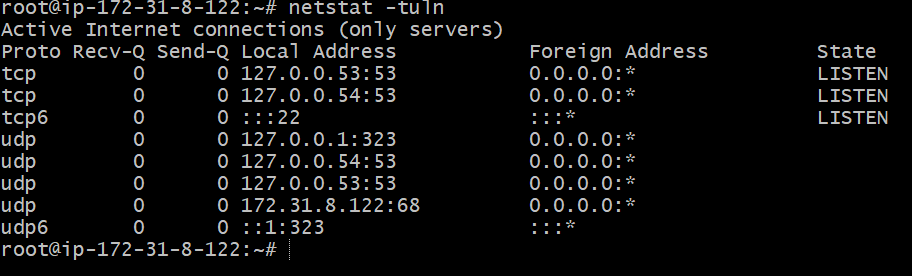 root@ip-172-31-8-122:~# netstat -tuln
Active Internet connections (only servers)
Proto Recv-Q Send-Q Local Address           Foreign Address         State
tcp        0      0 127.0.0.53:53           0.0.0.0:*               LISTEN
tcp        0      0 127.0.0.54:53           0.0.0.0:*               LISTEN
tcp6       0      0 :::22                   :::*                    LISTEN
udp        0      0 127.0.0.1:323           0.0.0.0:*
udp        0      0 127.0.0.54:53           0.0.0.0:*
udp        0      0 127.0.0.53:53           0.0.0.0:*
udp        0      0 172.31.8.122:68         0.0.0.0:*
udp6       0      0 ::1:323                 :::*
root@ip-172-31-8-122:~#